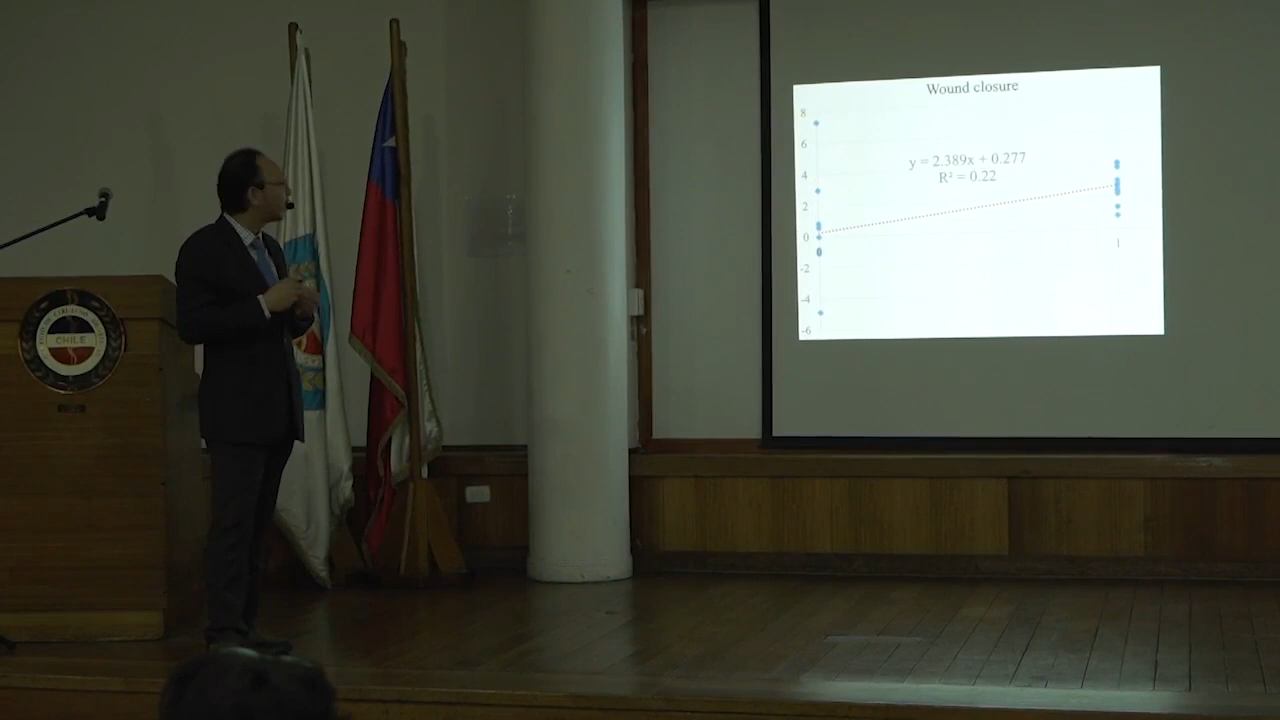 Wound closure
8
6
y = 2.389x + 0.277
4
R² = 0.22
2
0
1
-2
-4
-6
CHILE